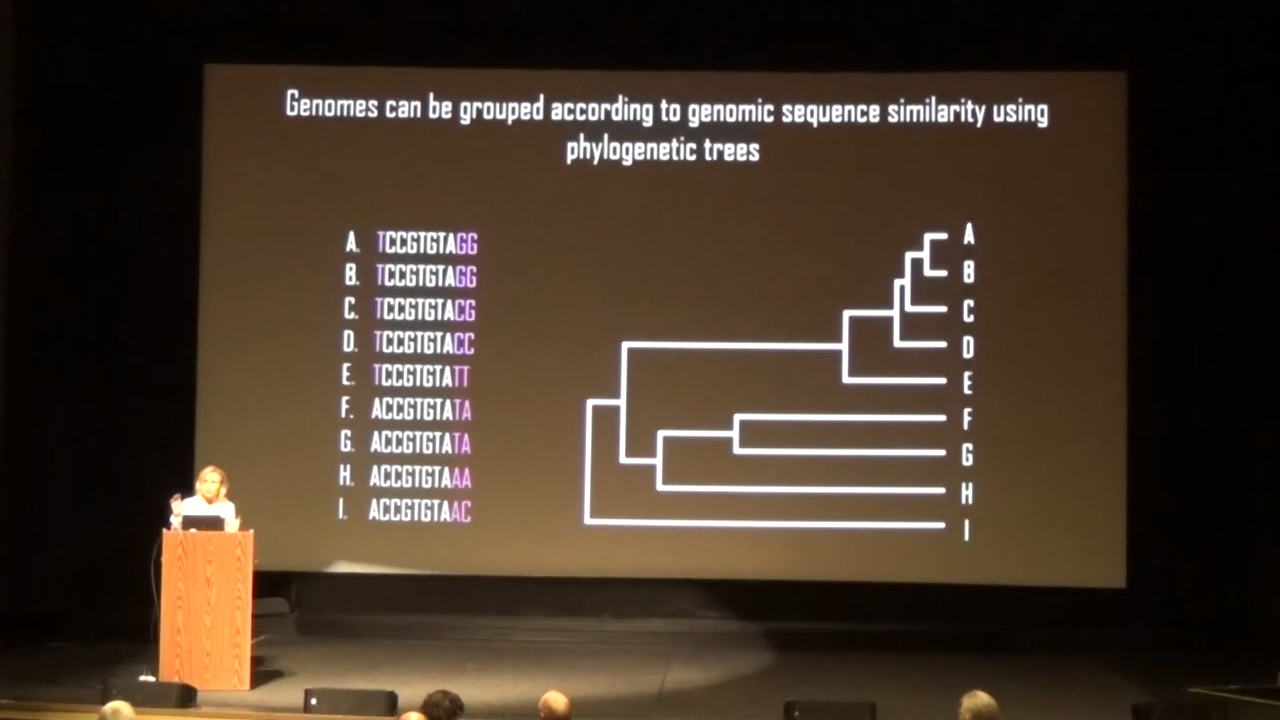 Genomes can be grouped according to genomic sequence similarity using
phylogenetic trees
A. TCCGTGTAGG
B. TCCGTGTAGG
C. TCCGTGTACG
D. TCCGTGTACC
E. TCCGTGTATT
F. ACCGTGTATA
G. ACCGTGTATA
H. ACCGTGTAAA
I. ACCGTGTAAC
A
B
C
D
E
F
G
H
I